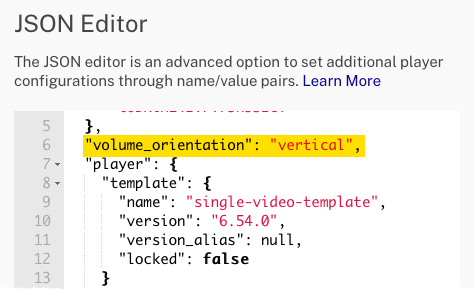 JSON Editor
The JSON editor is an advanced option to set additional player
configurations through name/value pairs. Learn More
5 },
6 "volume_orientation": "vertical",
7 "player": {
8 "template": {
9 "name": "single-video-template",
10 "version": "6.54.0",
11 "version_alias": null,
12 "locked": false
13 }